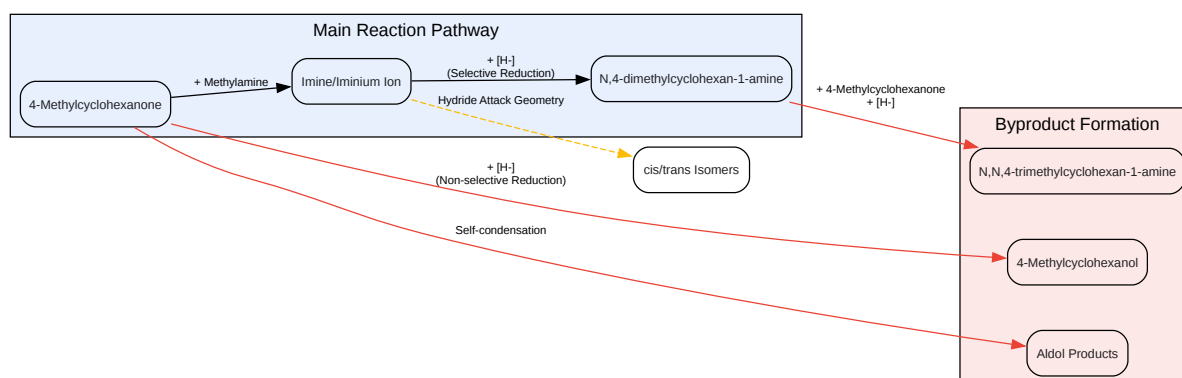 Main Reaction Pathway
4-Methylcyclohexanone
+ Methylamine
Imine/Iminium Ion
+ [H-]
(Selective Reduction)
N,4-dimethylcyclohexan-1-amine
Hydride Attack Geometry
cis/trans Isomers
+ 4-Methylcyclohexanone
+ [H-]
+ [H-]
(Non-selective Reduction)
Self-condensation
Byproduct Formation
N,N,4-trimethylcyclohexan-1-amine
4-Methylcyclohexanol
Aldol Products